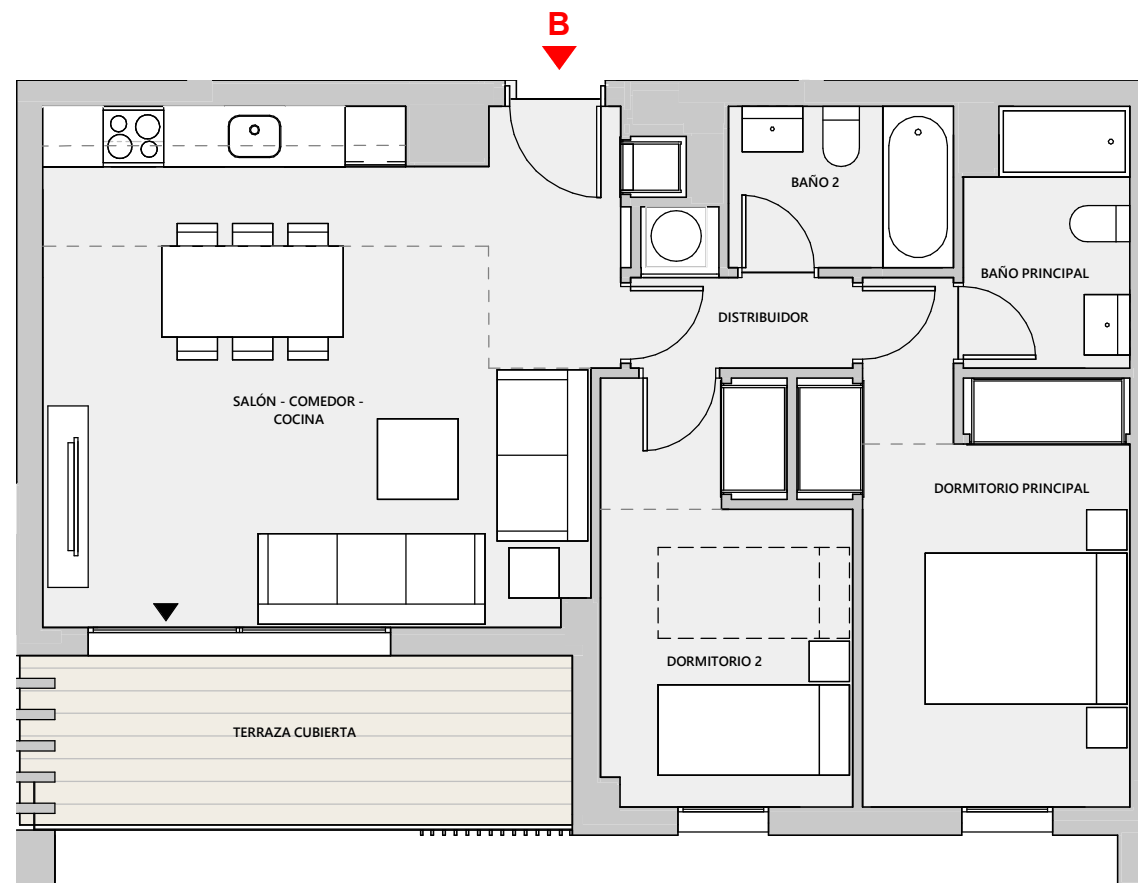 B
BAÑO 2
BAÑO PRINCIPAL
DISTRIBUIDOR
SALÓN - COMEDOR -
COCINA
DORMITORIO PRINCIPAL
DORMITORIO 2
TERRAZA CUBIERTA